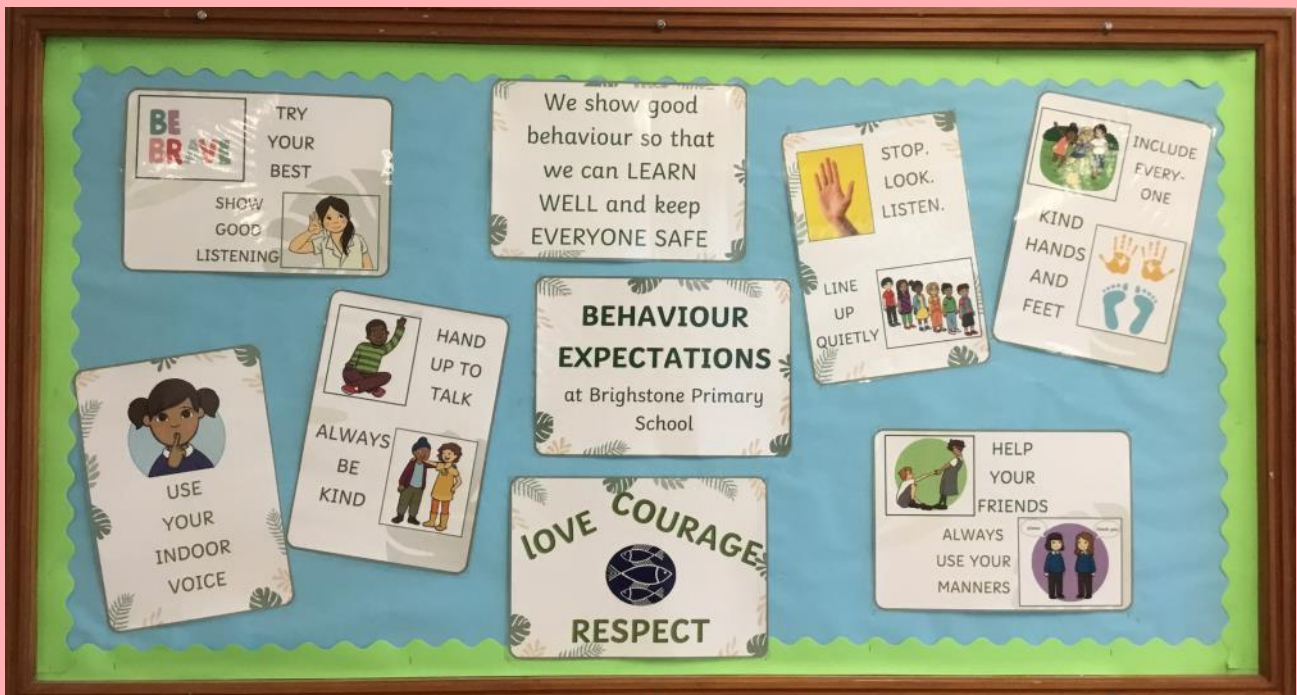 BE
BRAVE
TRY
YOUR
BEST
SHOW
GOOD
LISTENING
We show good
behaviour so that
we can LEARN
WELL and keep
EVERYONE SAFE
STOP.
LOOK.
LISTEN.
LINE
UP
QUIETLY
INCLUDE
EVERY-
ONE
KIND
HANDS
AND
FEET
USE
YOUR
INDOOR
VOICE
HAND
UP TO
TALK
ALWAYS
BE
KIND
BEHAVIOUR
EXPECTATIONS
at Brighstone Primary
School
LOVE COURAGE
RESPECT
HELP
YOUR
FRIENDS
ALWAYS
USE YOUR
MANNERS
please
thank you